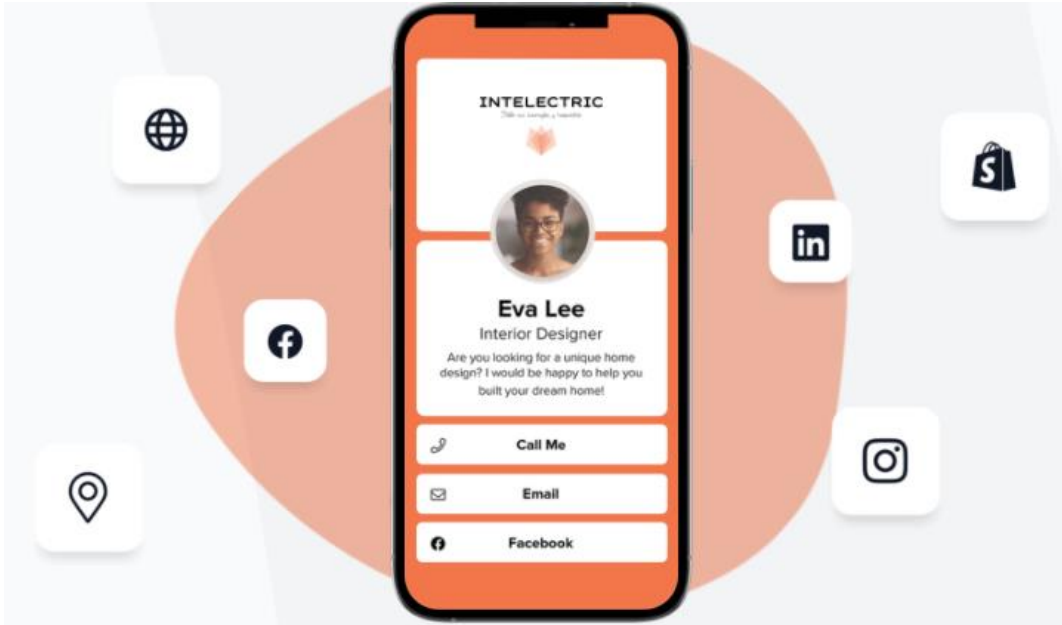 INTELECTRIC
Eva Lee
Interior Designer
Are you looking for a unique home
design? I would be happy to help you
built your dream home!
Call Me
Email
Facebook
in
S